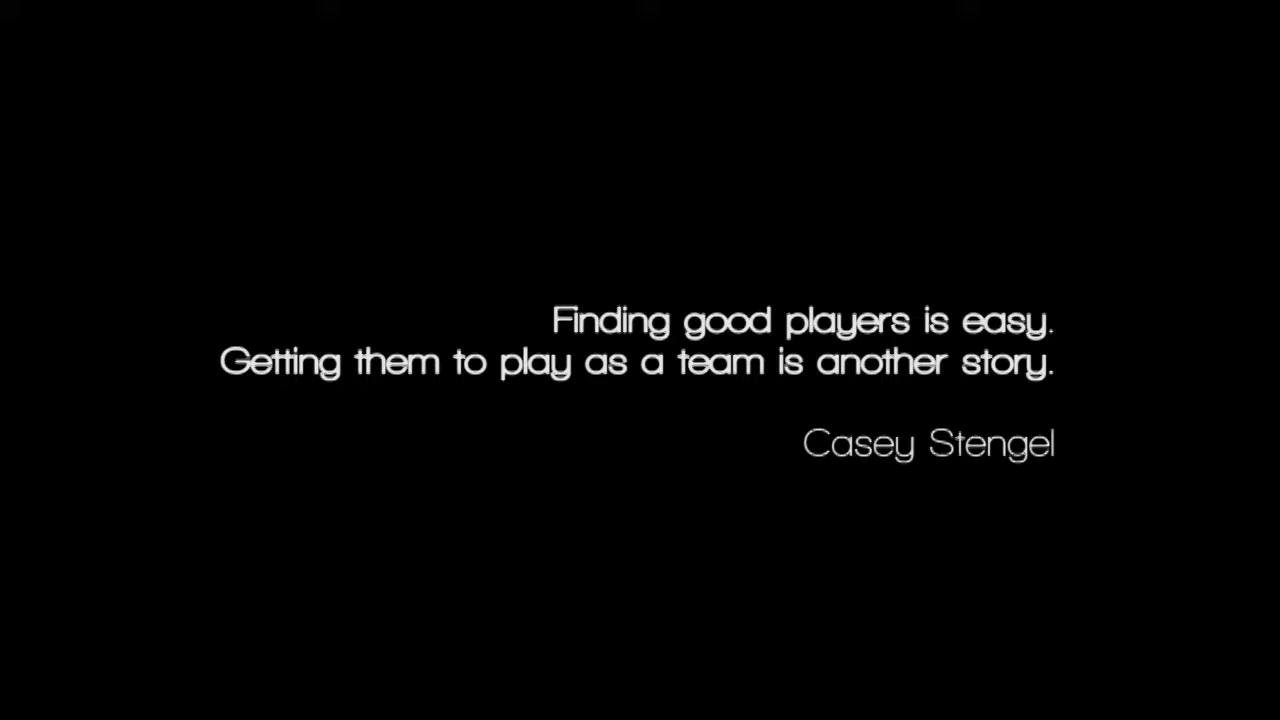 Finding good players is easy.
Getting them to play as a team is another story.
Casey Stengel